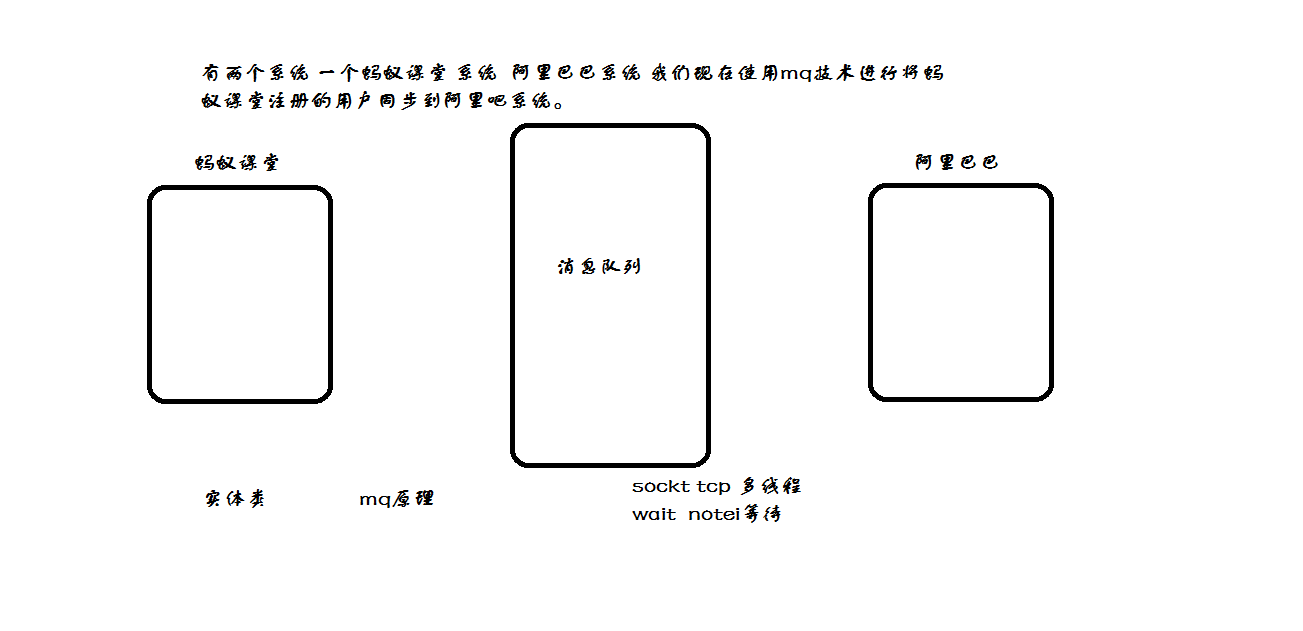 有两个系统 一个蚂蚁课堂 系统 阿里巴巴系统 我们现在使用mq技术进行将蚂
蚁课堂注册的用户同步到阿里吧系统。
蚂蚁课堂
阿里巴巴
消息队列
实体类
mq原理
sockt tcp 多线程
wait notei等待